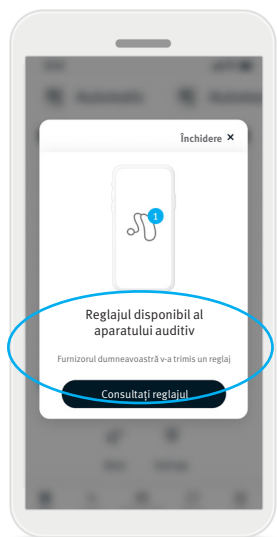 Închidere ×
1
Reglajul disponibil al
aparatului auditiv
Furnizorul dumneavoastră v-a trimis un reglaj
Consultați reglajul